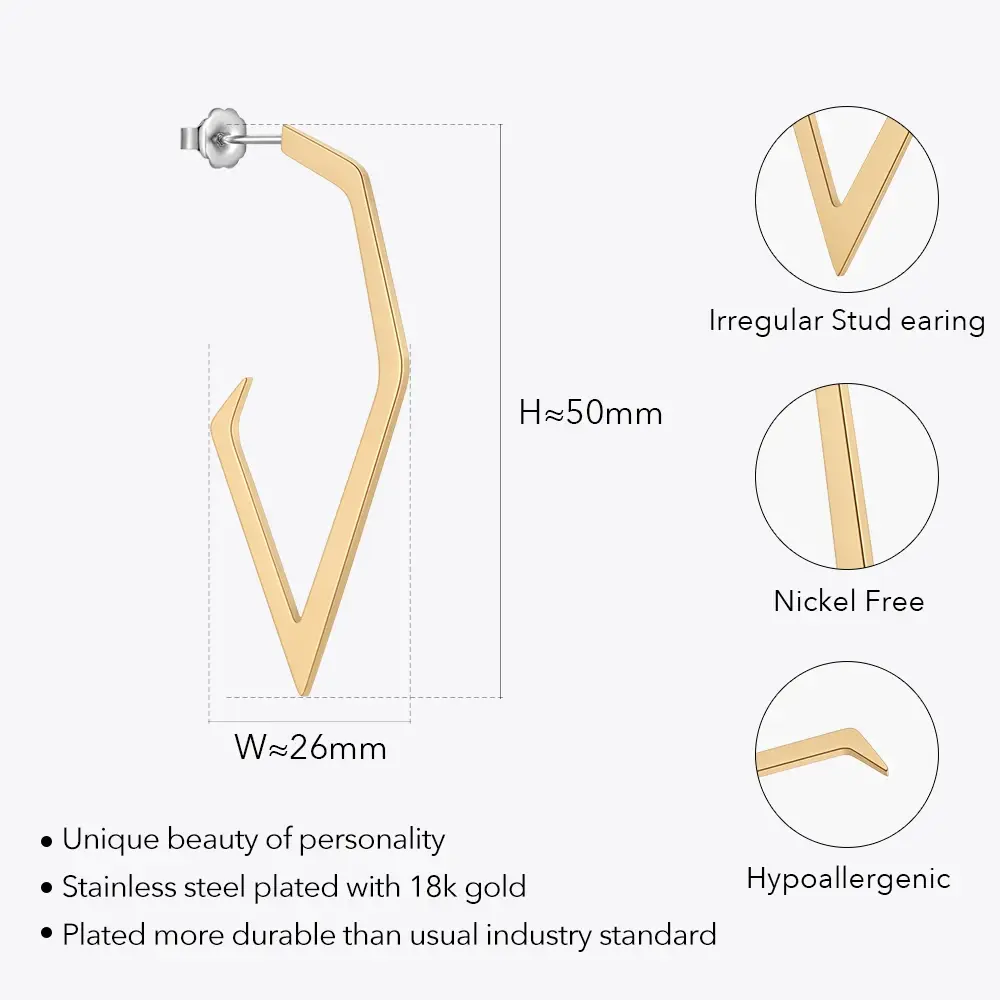 Irregular Stud earing
H≈50mm
Nickel Free
W≈26mm
Hypoallergenic
• Unique beauty of personality
• Stainless steel plated with 18k gold
• Plated more durable than usual industry standard